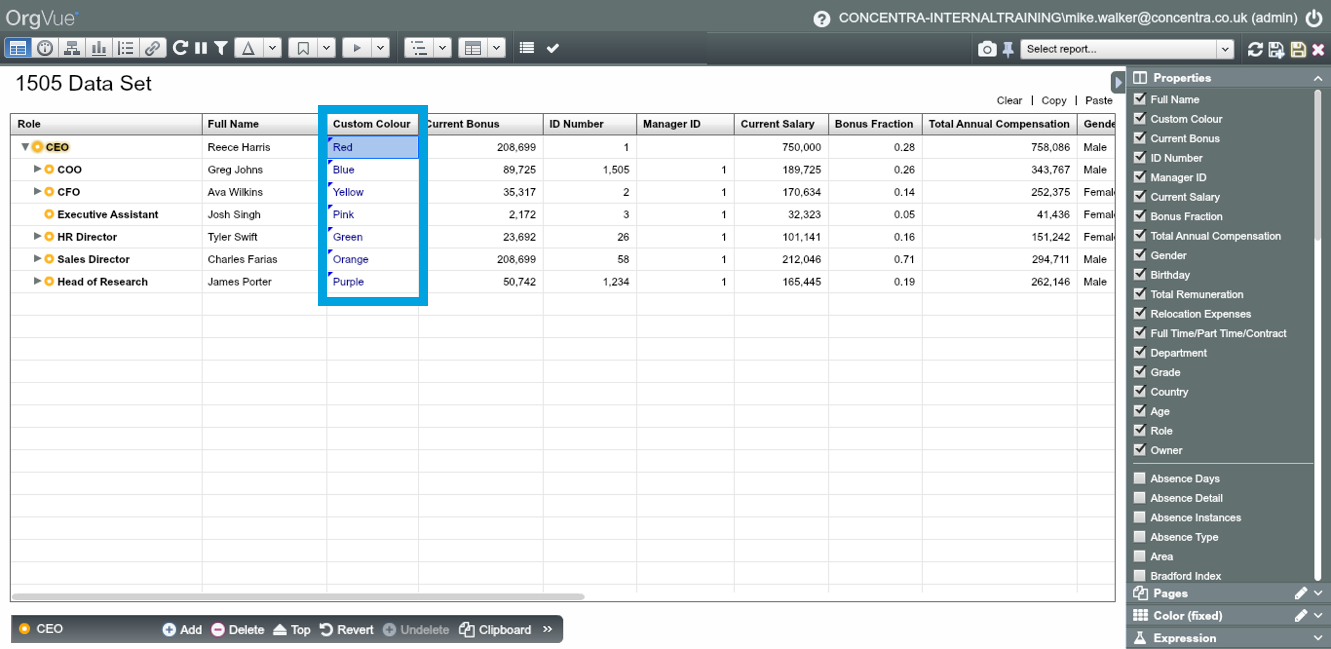 OrgVue
CONCENTRA-INTERNALTRAINING\mike.walker@concentra.co.uk (admin)
Select report...
1505 Data Set
Clear | Copy | Paste
Role Full Name Custom Colour Current Bonus ID Number Manager ID Current Salary Bonus Fraction Total Annual Compensation Gende
CEO Reece Harris Red 208,699 1 750,000 0.28 758,086 Male
COO Greg Johns Blue 89,725 1,505 1 189,725 0.26 343,767 Male
CFO Ava Wilkins Yellow 35,317 2 1 170,634 0.14 252,375 Femal
Executive Assistant Josh Singh Pink 2,172 3 1 32,323 0.05 41,436 Femal
HR Director Tyler Swift Green 23,692 26 1 101,141 0.16 151,242 Femal
Sales Director Charles Farias Orange 208,699 58 1 212,046 0.71 294,711 Male
Head of Research James Porter Purple 50,742 1,234 1 165,445 0.19 262,146 Male
CEO Add Delete Top Revert Undelete Clipboard »
Properties
Full Name
Custom Colour
Current Bonus
ID Number
Manager ID
Current Salary
Bonus Fraction
Total Annual Compensation
Gender
Birthday
Total Remuneration
Relocation Expenses
Full Time/Part Time/Contract
Department
Grade
Country
Age
Role
Owner
Absence Days
Absence Detail
Absence Instances
Absence Type
Area
Bradford Index
Pages
Color (fixed)
Expression